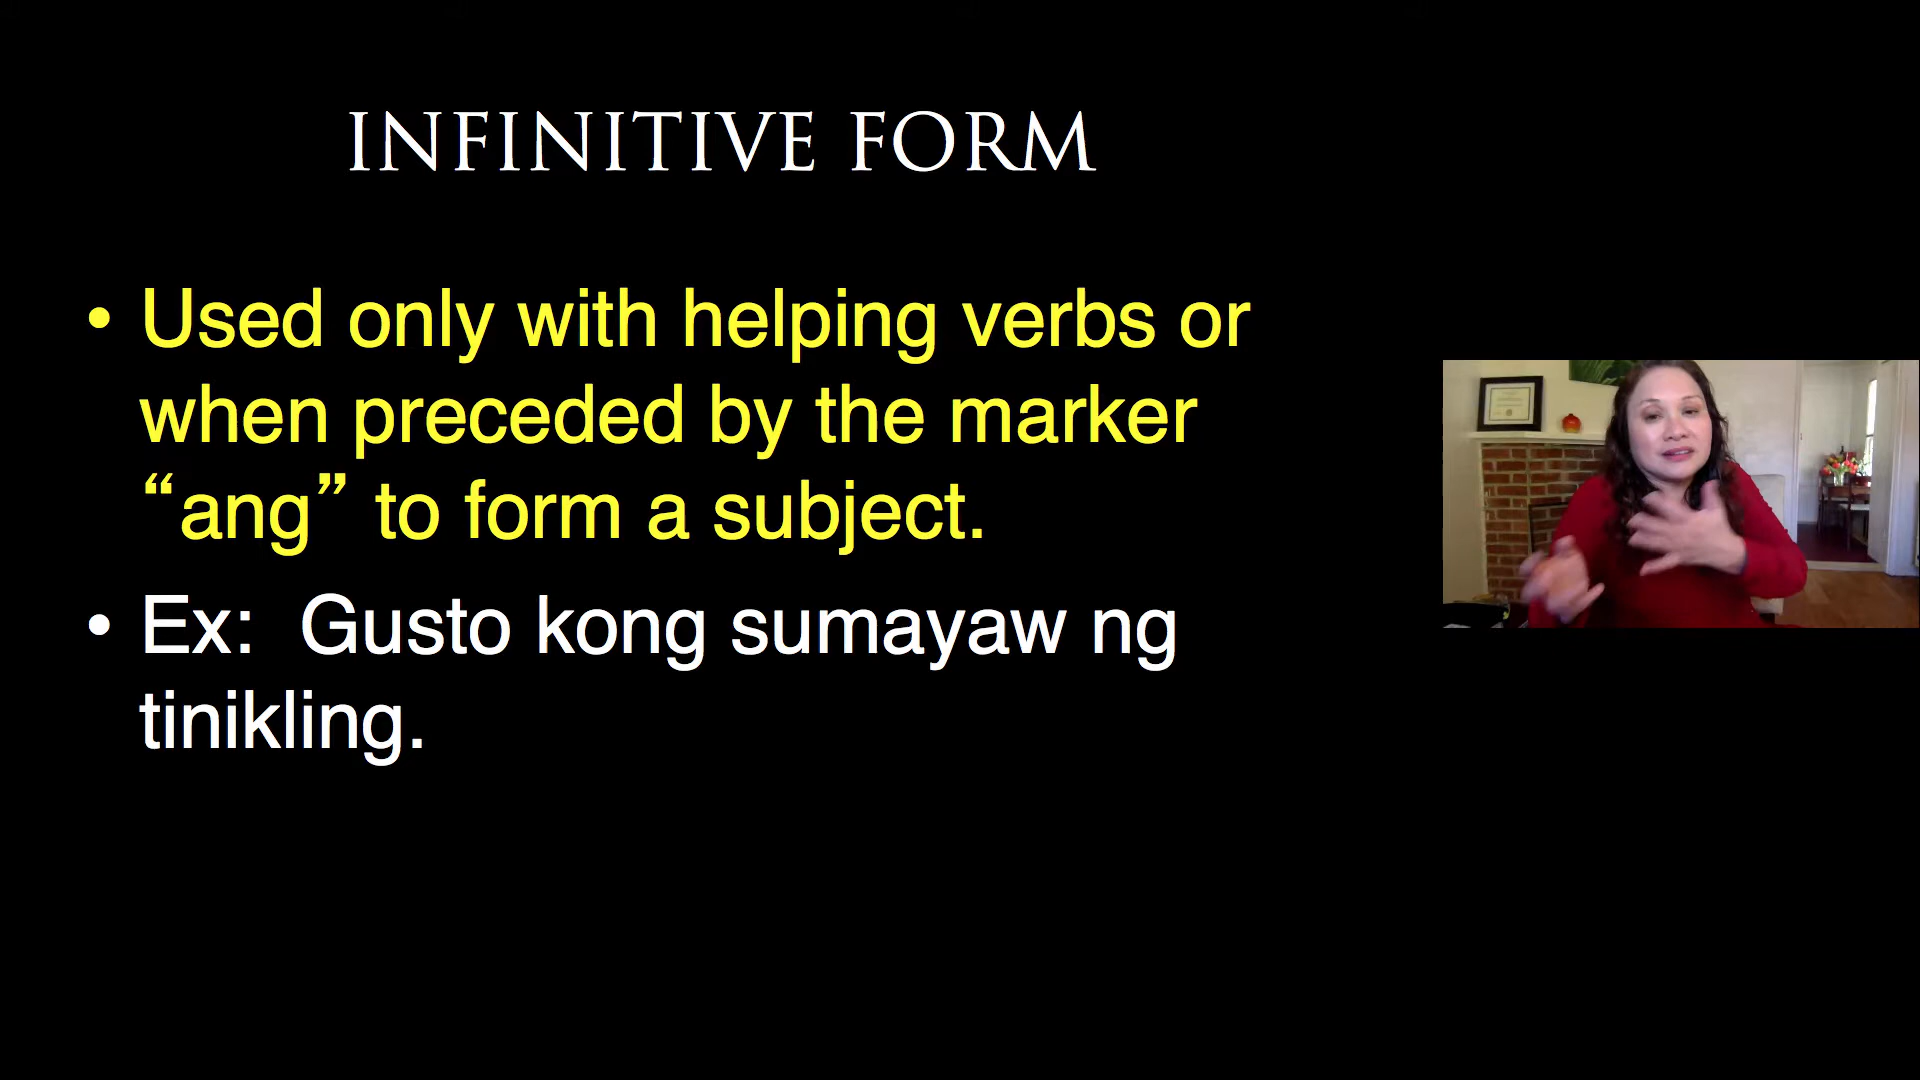 INFINITIVE FORM
• Used only with helping verbs or
when preceded by the marker
“ang” to form a subject.
• Ex:  Gusto kong sumayaw ng
tinikling.